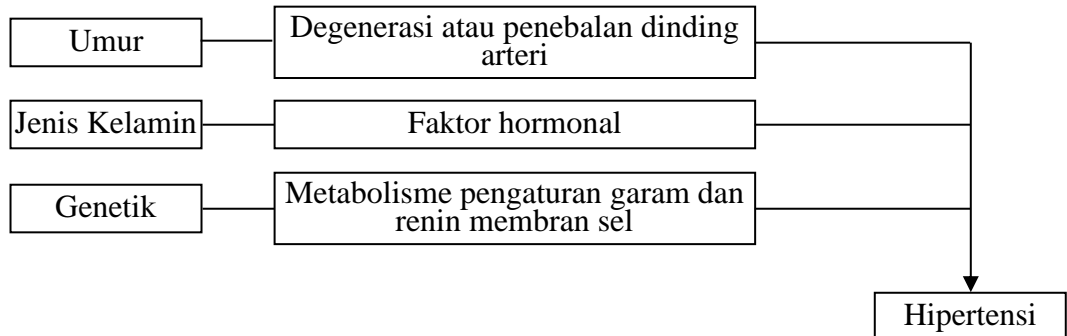 Umur
Degenerasi atau penebalan dinding
arteri
Jenis Kelamin
Faktor hormonal
Genetik
Metabolisme pengaturan garam dan
renin membran sel
Hipertensi